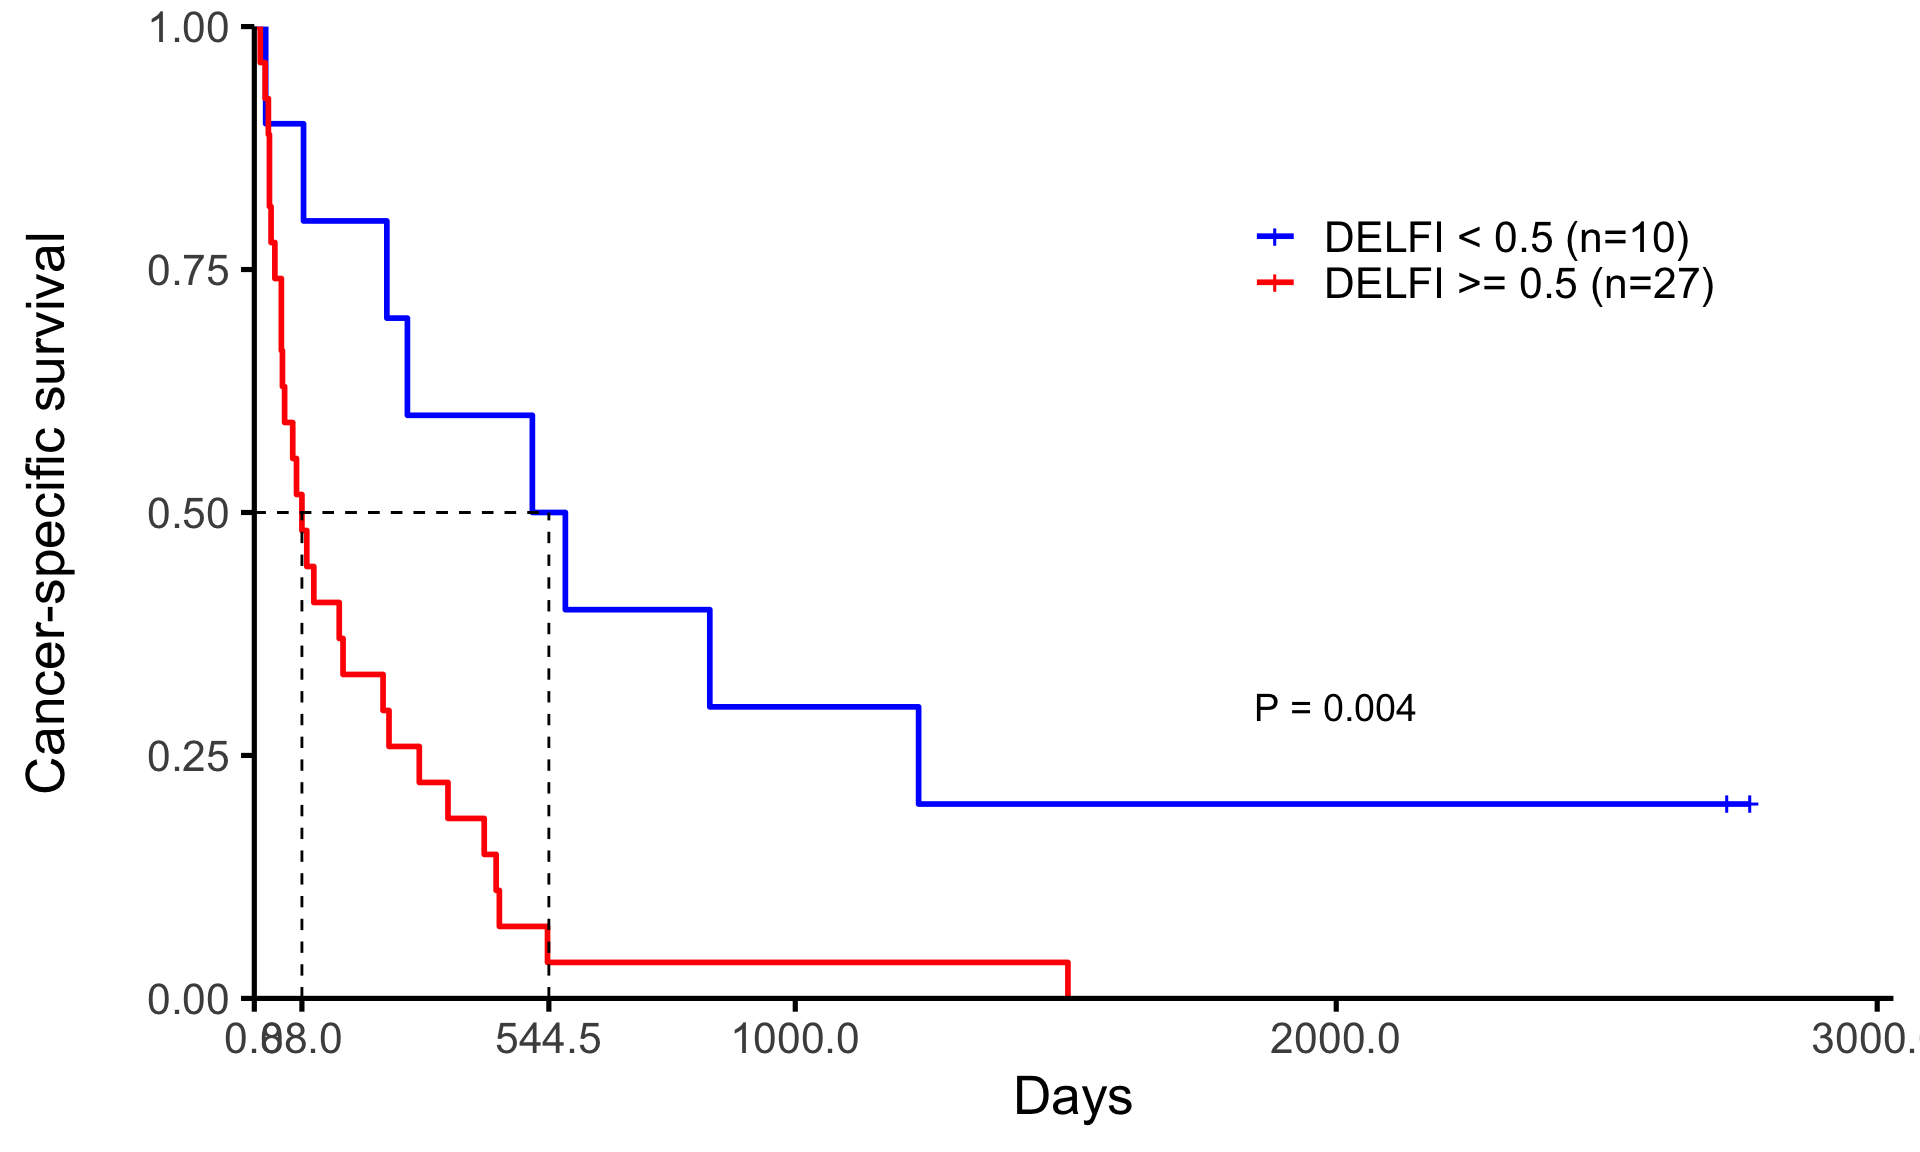 1.00
0.75
0.50
0.25
0.00
Cancer-specific survival
DELFI < 0.5 (n=10)
DELFI >= 0.5 (n=27)
P = 0.004
544.5 1000.0 2000.0
Days